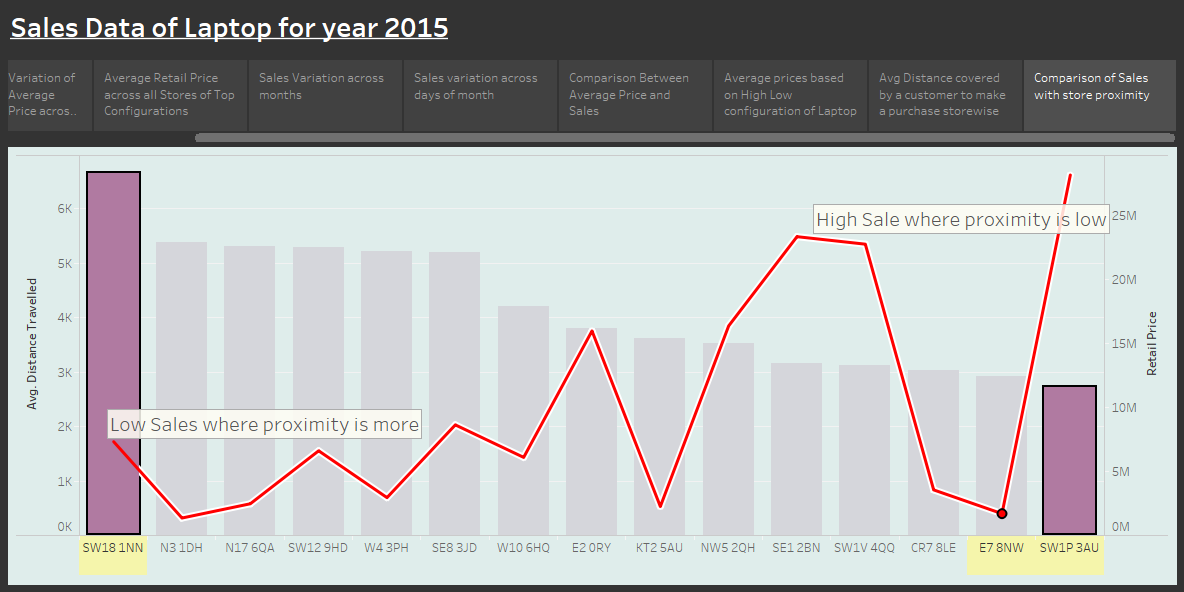 Sales Data of Laptop for year 2015
Variation of
Average
Price acros..
Average Retail Price
across all Stores of Top
Configurations
Sales Variation across
months
Sales variation across
days of month
Comparison Between
Average Price and
Sales
Average prices based
on High Low
configuration of Laptop
Avg Distance covered
by a customer to make
a purchase storewise
Comparison of Sales
with store proximity
Avg. Distance Travelled
6K
5K
4K
3K
2K
1K
0K
Low Sales where proximity is more
High Sale where proximity is low
25M
20M
15M
10M
5M
0M
Retail Price
SW18 1NN
N3 1DH
N17 6QA
SW12 9HD
W4 3PH
SE8 3JD
W10 6HQ
E2 0RY
KT2 5AU
NW5 2QH
SE1 2BN
SW1V 4QQ
CR7 8LE
E7 8NW
SW1P 3AU